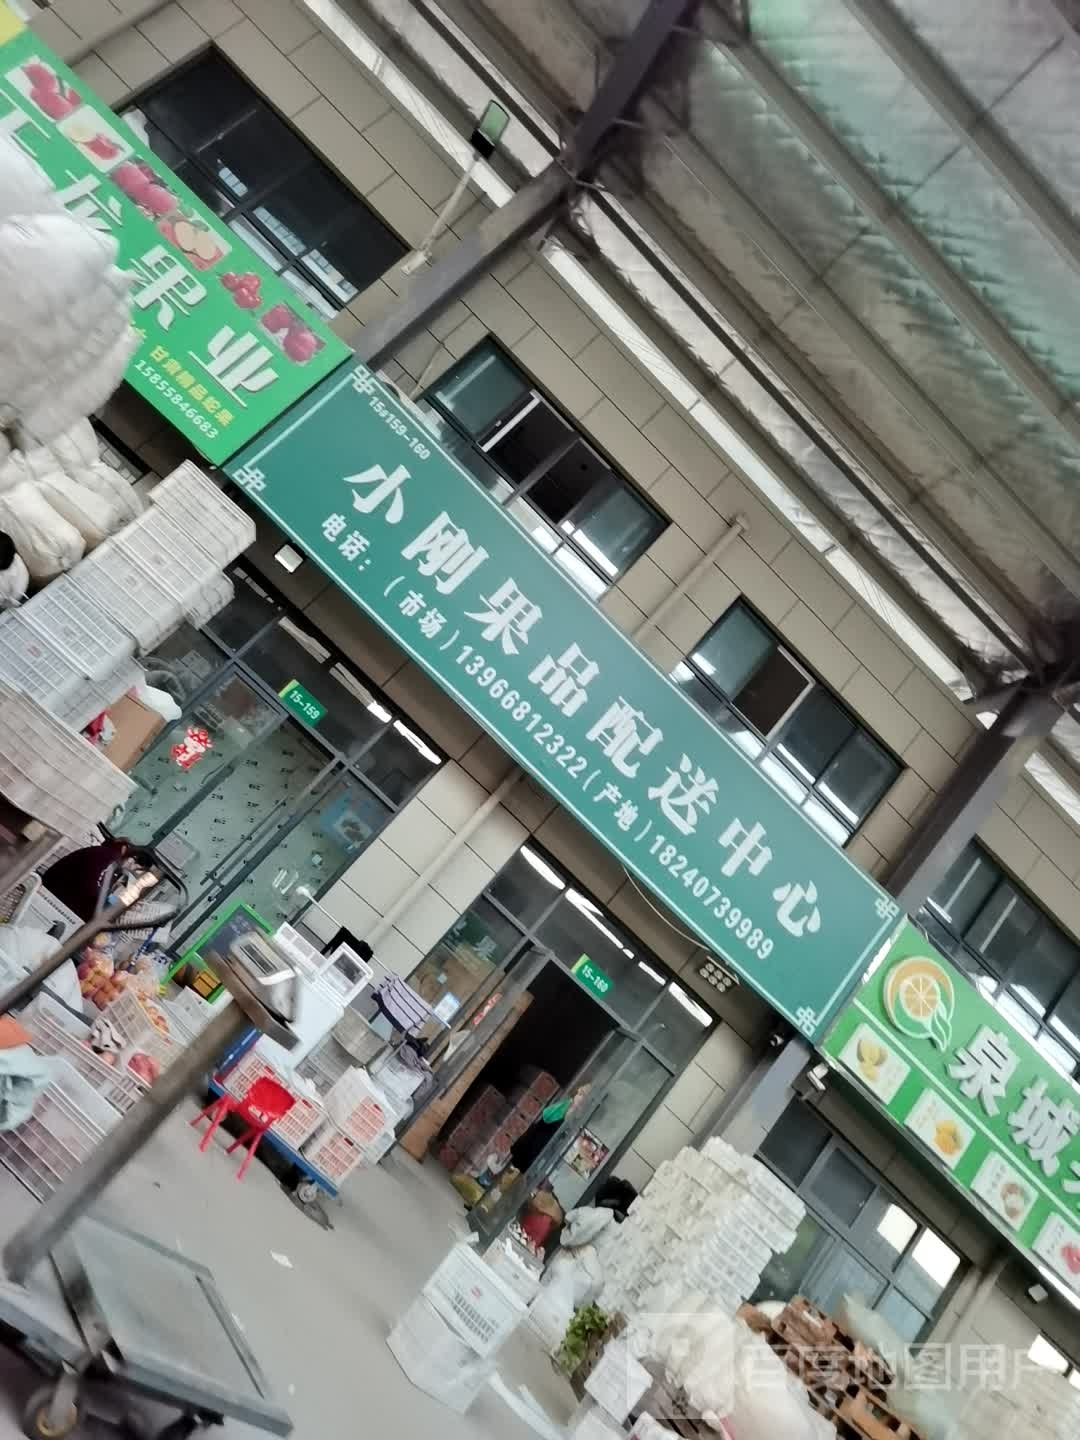 果业
甘肃精品蛇果
15855846683
15#159-160
小刚果品配送中心
电话：（市场）13966812322（产地）18240739989
15-159
15-160
泉城
百度地图用户